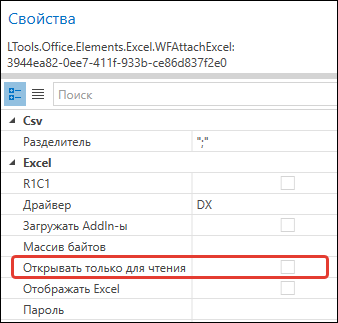 Свойства
LTools.Office.Elements.Excel.WFAttachExcel:
3944ea82-0ee7-411f-933b-ce86d837f2e0
Поиск
Csv
Разделитель ";"
Excel
R1C1
Драйвер DX
Загружать AddIn-ы
Массив байтов
Открывать только для чтения
Отображать Excel
Пароль